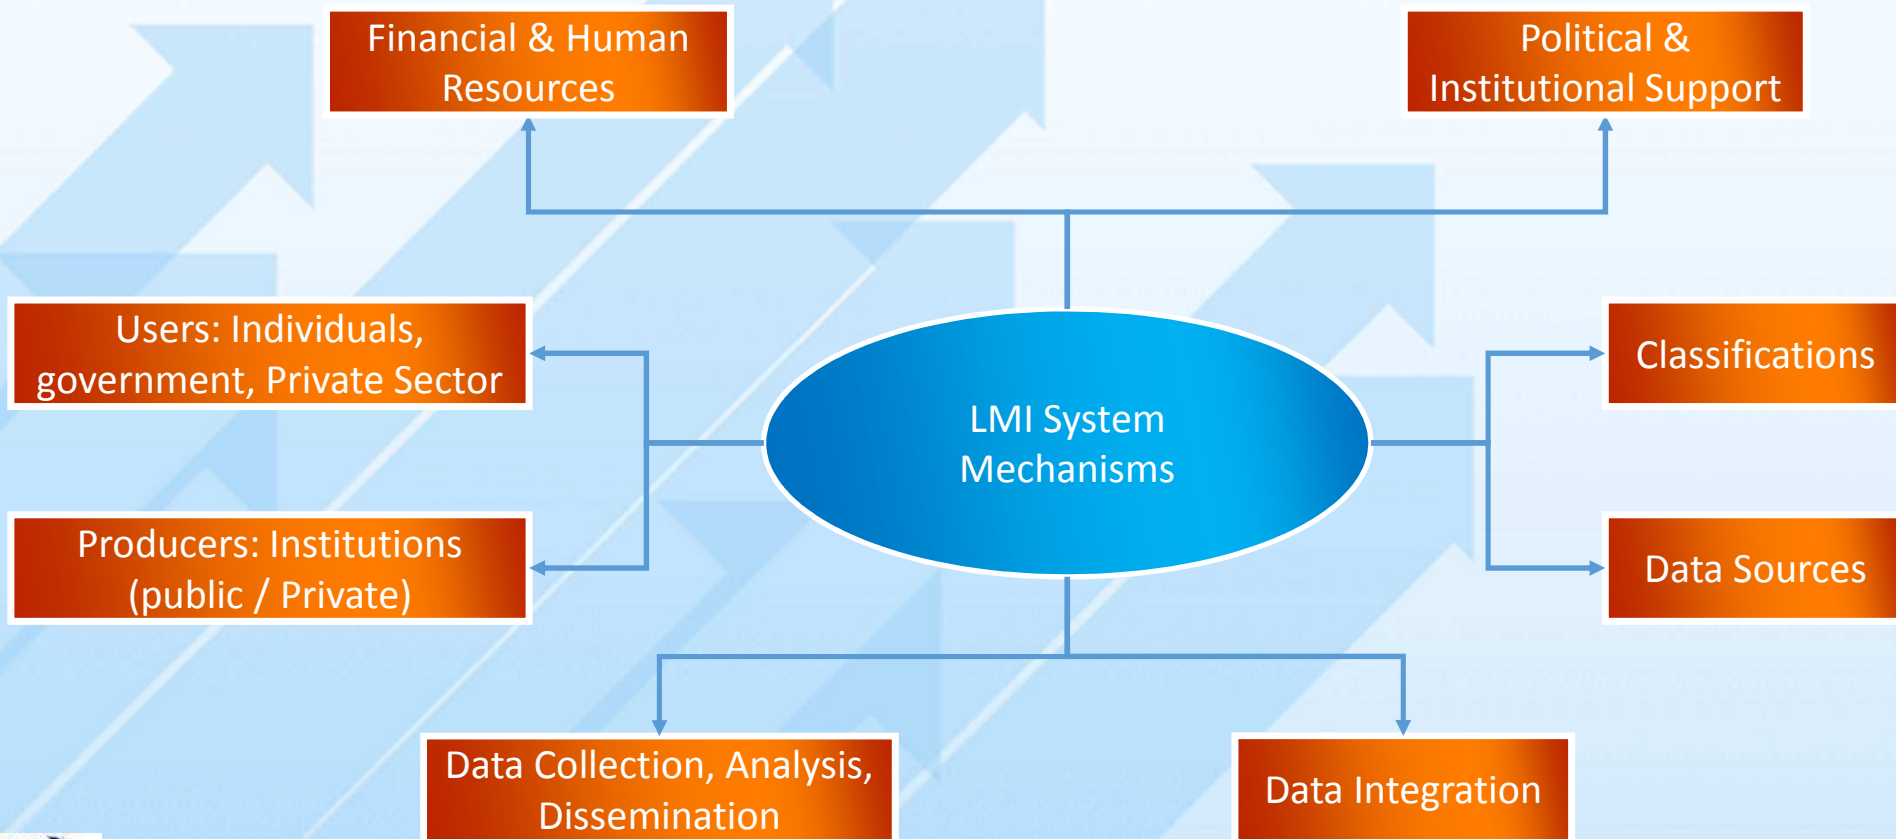 Financial & Human
Resources
Political &
Institutional Support
Users: Individuals,
government, Private Sector
Classifications
LMI System
Mechanisms
Producers: Institutions
(public / Private)
Data Sources
Data Collection, Analysis,
Dissemination
Data Integration